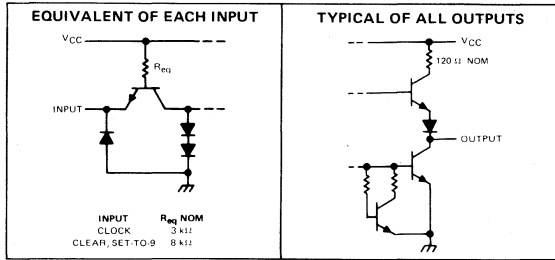 EQUIVALENT OF EACH INPUT
VCC
Req
INPUT
INPUT Req NOM
CLOCK 3 kΩ
CLEAR, SET-TO-9 8 kΩ
TYPICAL OF ALL OUTPUTS
VCC
120 Ω NOM
OUTPUT